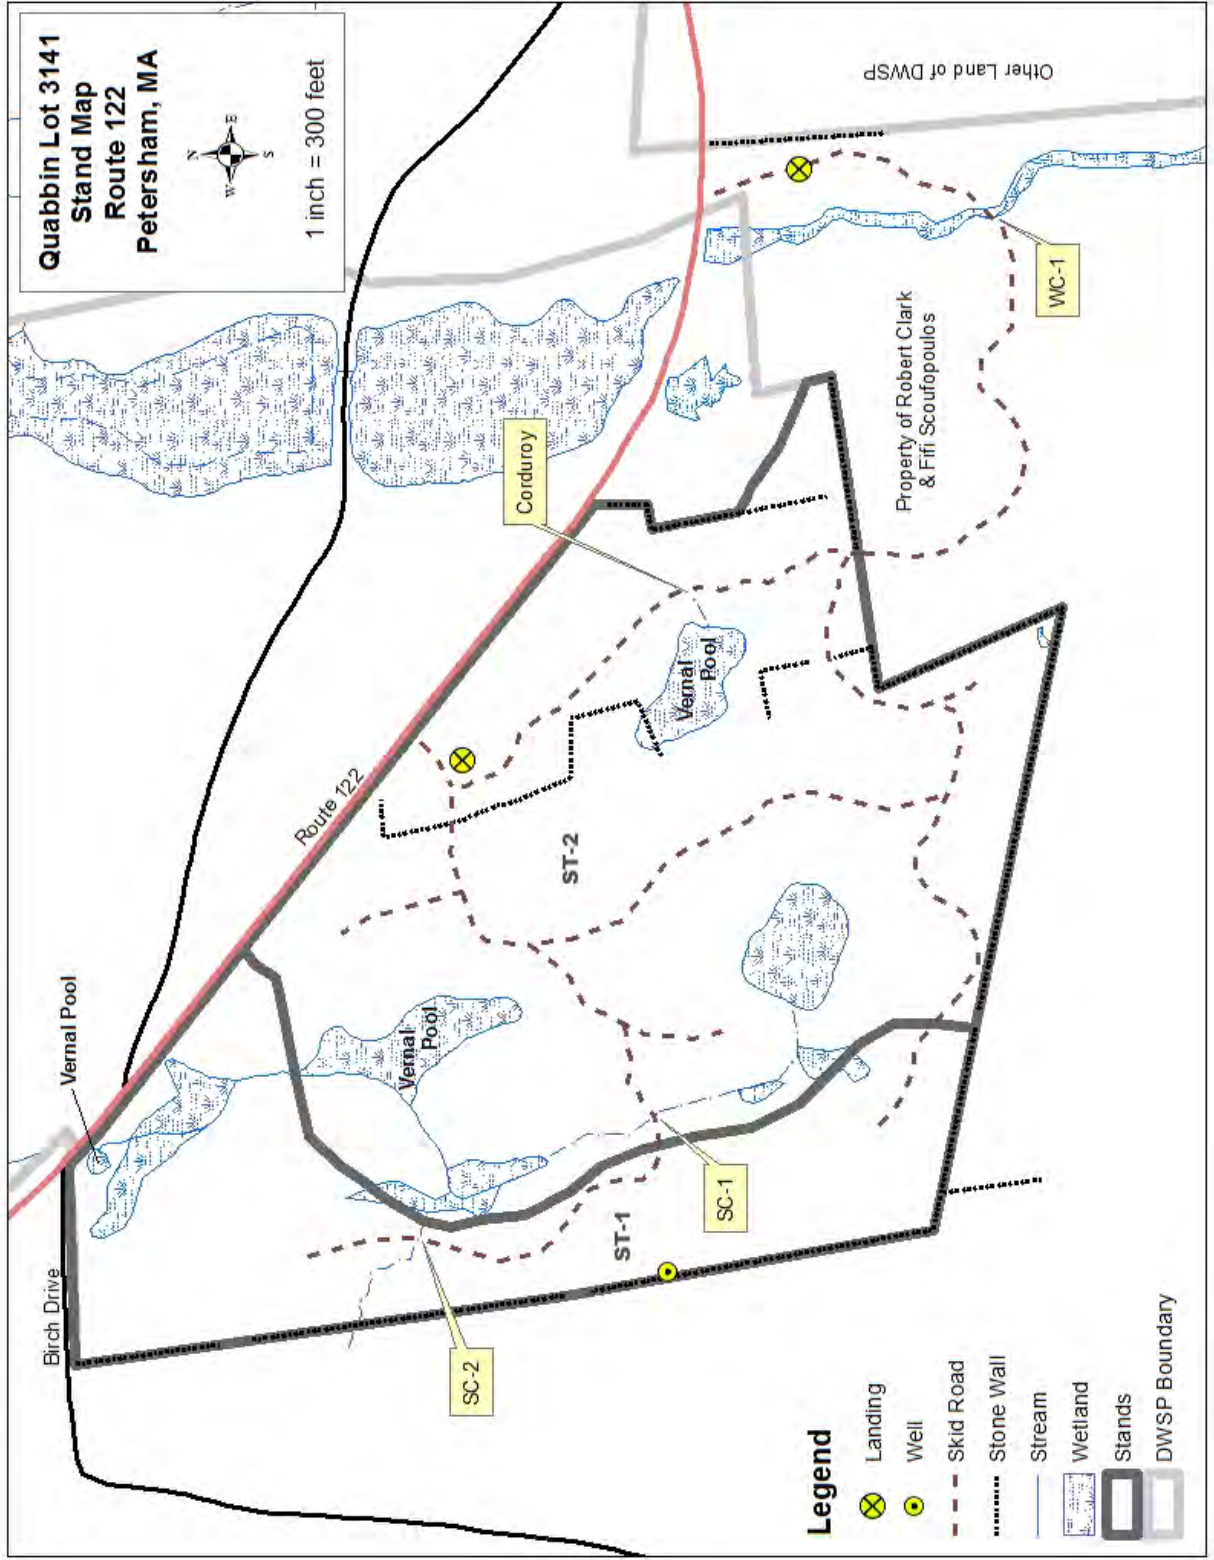 Quabbin Lot 3141
Stand Map
Route 122
Petersham, MA
N
W
E
S
1 inch = 300 feet
Other Land of DWSP
WC-1
Property of Robert Clark
& Fifi Scoufopoulos
Corduroy
Vernal
Pool
Route 122
ST-2
Vernal Pool
Vernal
Pool
SC-1
ST-1
SC-2
Birch Drive
Legend
Landing
Well
Skid Road
Stone Wall
Stream
Wetland
Stands
DWSP Boundary